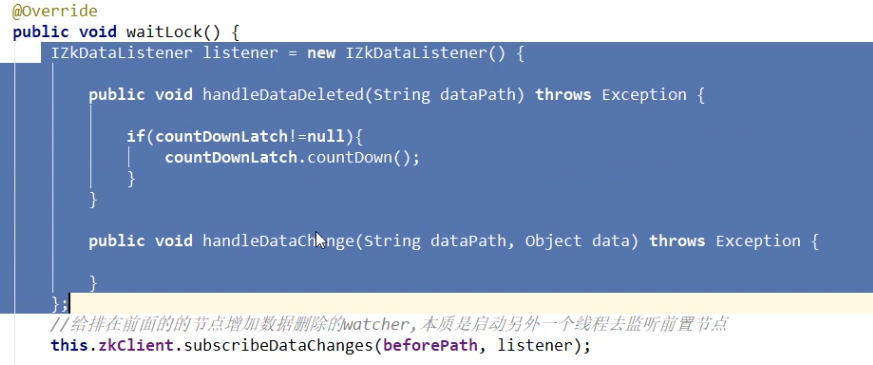 @Override
public void waitLock() {
IZkDataListener listener = new IZkDataListener() {
public void handleDataDeleted(String dataPath) throws Exception {
if(countDownLatch!=null){
countDownLatch.countDown();
}
}
public void handleDataChange(String dataPath, Object data) throws Exception {
}
};
//给排在前面的的节点增加数据删除的watcher,本质是启动另外一个线程去监听前置节点
this.zkClient.subscribeDataChanges(beforePath, listener);